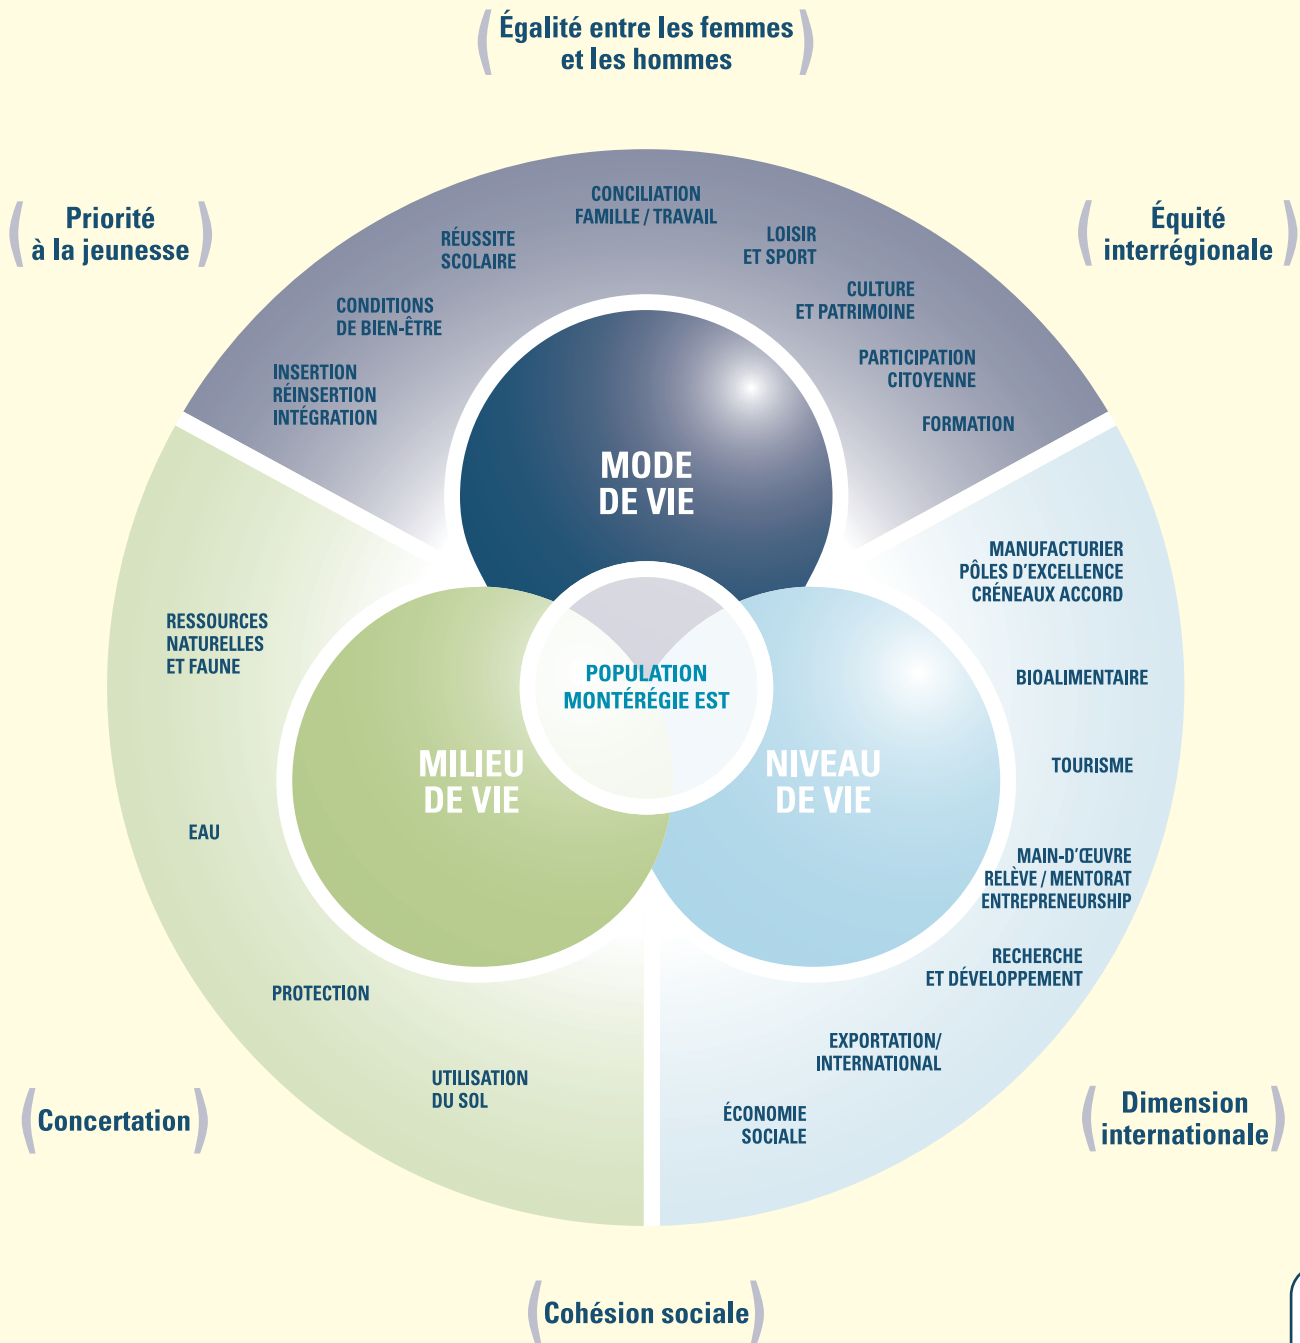 Égalité entre les femmes
et les hommes
Priorité
à la jeunesse
Équité
interrégionale
CONCILIATION
FAMILLE / TRAVAIL
RÉUSSITE
SCOLAIRE
LOISIR
ET SPORT
CONDITIONS
DE BIEN-ÊTRE
CULTURE
ET PATRIMOINE
INSERTION
RÉINSERTION
INTÉGRATION
PARTICIPATION
CITOYENNE
FORMATION
MODE
DE VIE
MANUFACTURIER
PÔLES D'EXCELLENCE
CRÉNEAUX ACCORD
RESSOURCES
NATURELLES
ET FAUNE
POPULATION
MONTÉRÉGIE EST
BIOALIMENTAIRE
TOURISME
MILIEU
DE VIE
NIVEAU
DE VIE
EAU
MAIN-D'ŒUVRE
RELÈVE / MENTORAT
ENTREPRENEURSHIP
RECHERCHE
ET DÉVELOPPEMENT
PROTECTION
EXPORTATION/
INTERNATIONAL
UTILISATION
DU SOL
ÉCONOMIE
SOCIALE
Concertation
Dimension
internationale
Cohésion sociale